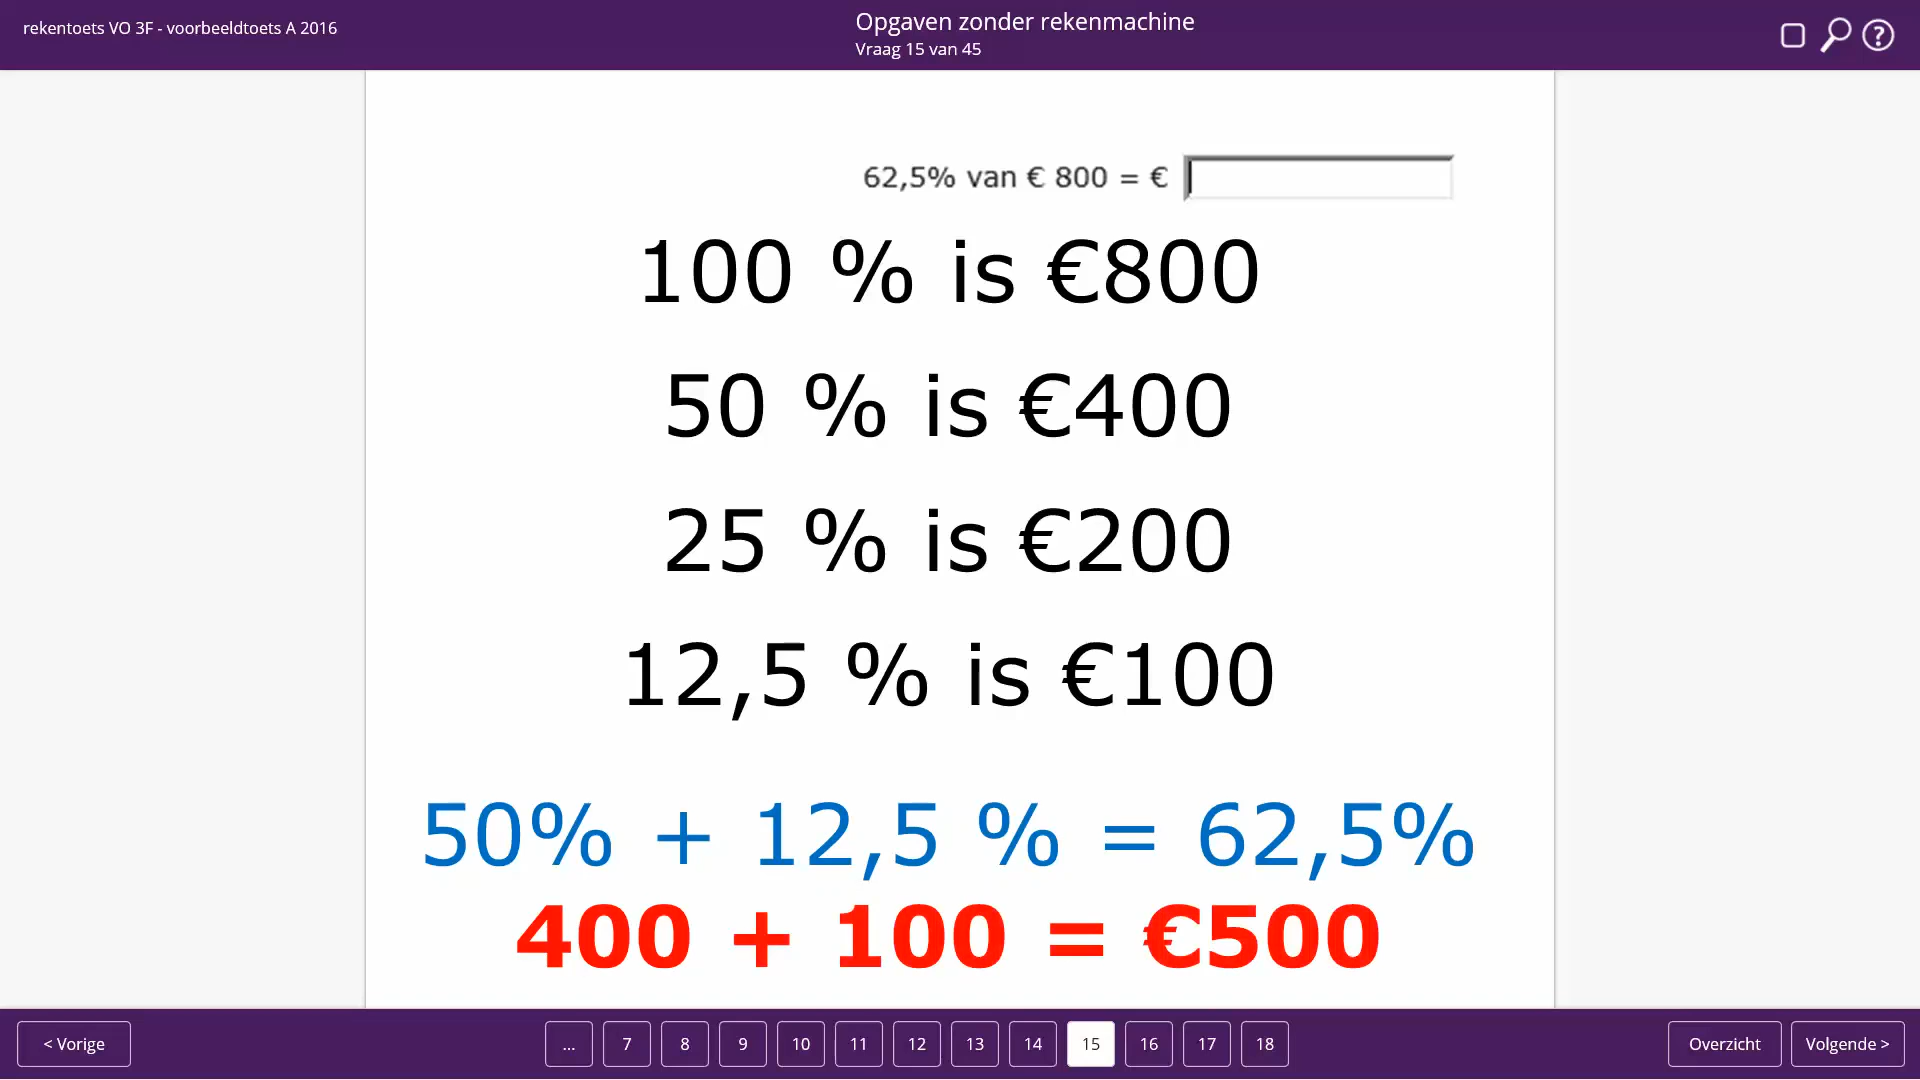 rekentoets VO 3F - voorbeeldtoets A 2016
Opgaven zonder rekenmachine
Vraag 15 van 45
62,5% van € 800 = €
100 % is €800
50 % is €400
25 % is €200
12,5 % is €100
50% + 12,5 % = 62,5%
400 + 100 = €500
< Vorige
... 7 8 9 10 11 12 13 14 15 16 17 18
Overzicht
Volgende >